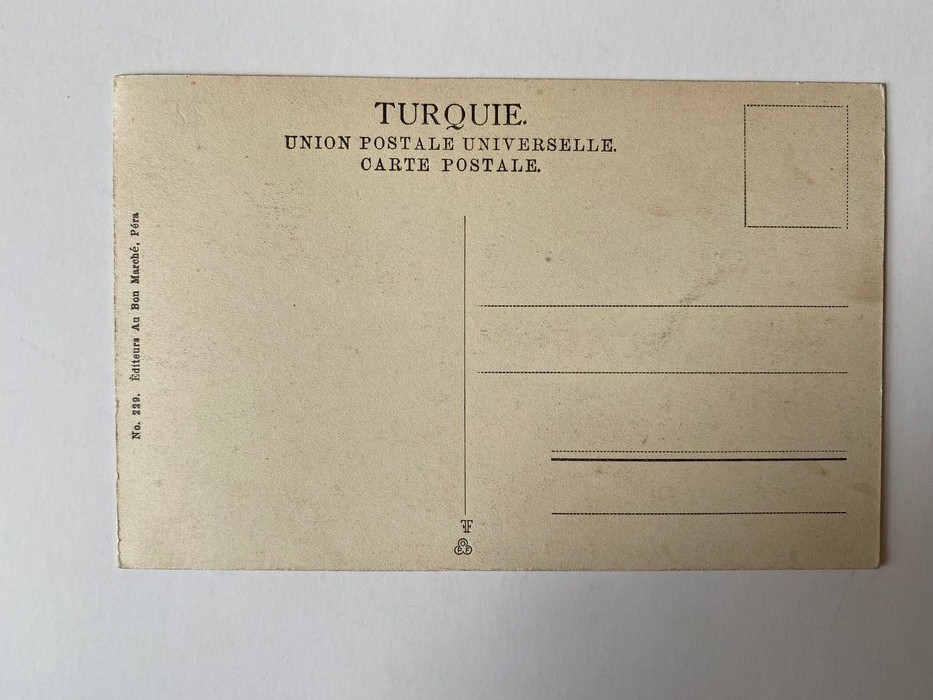 TURQUIE.
UNION POSTALE UNIVERSELLE.
CARTE POSTALE.
No. 229. Éditeurs Au Bon Marché, Péra